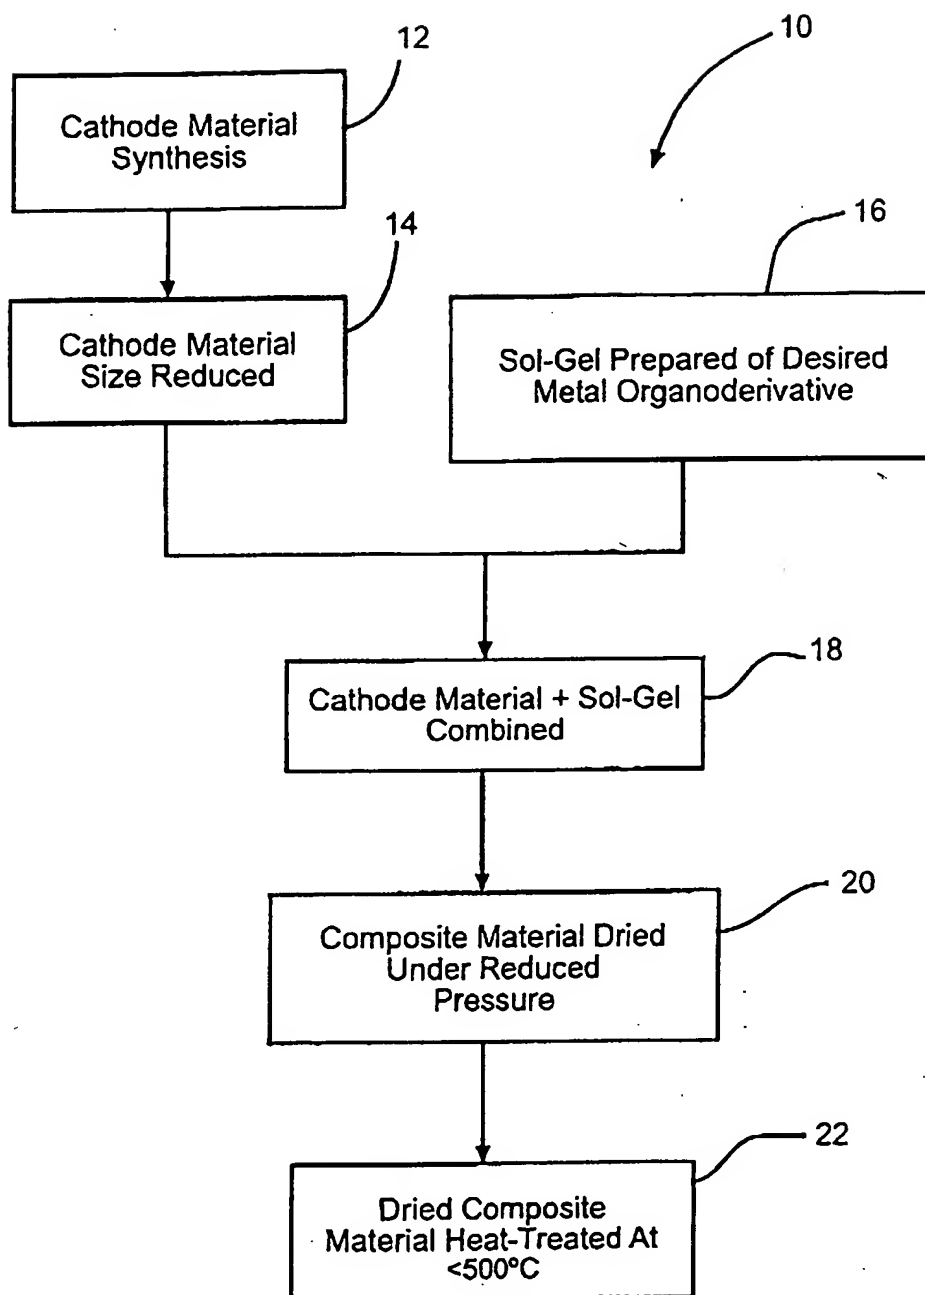 10
12
Cathode Material
Synthesis
14
Cathode Material
Size Reduced
16
Sol-Gel Prepared of Desired
Metal Organoderivative
18
Cathode Material + Sol-Gel
Combined
20
Composite Material Dried
Under Reduced
Pressure
22
Dried Composite
Material Heat-Treated At
<500°C